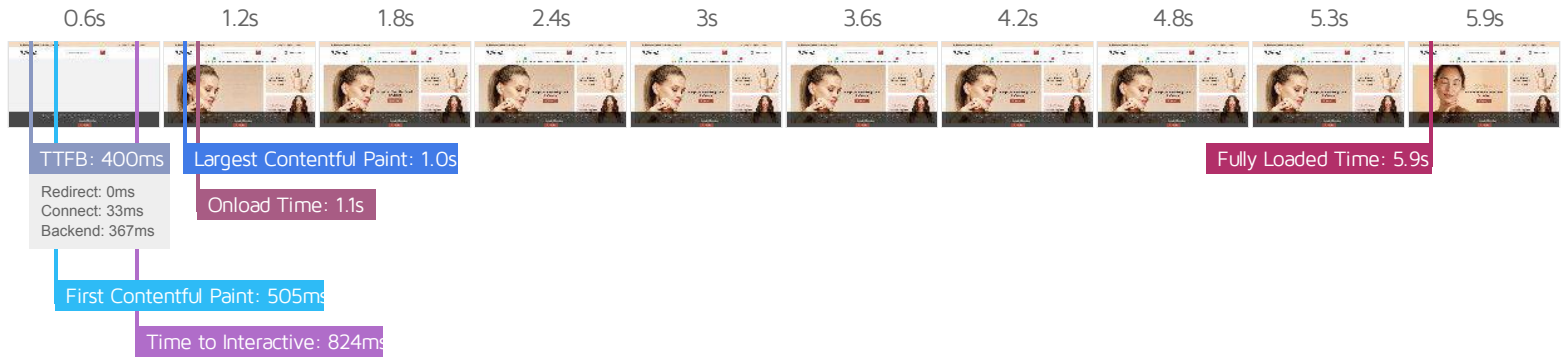 0.6s 1.2s 1.8s 2.4s 3s 3.6s 4.2s 4.8s 5.3s 5.9s
TTFB: 400ms
Redirect: 0ms
Connect: 33ms
Backend: 367ms
Largest Contentful Paint: 1.0s
Onload Time: 1.1s
Fully Loaded Time: 5.9s
First Contentful Paint: 505ms
Time to Interactive: 824ms